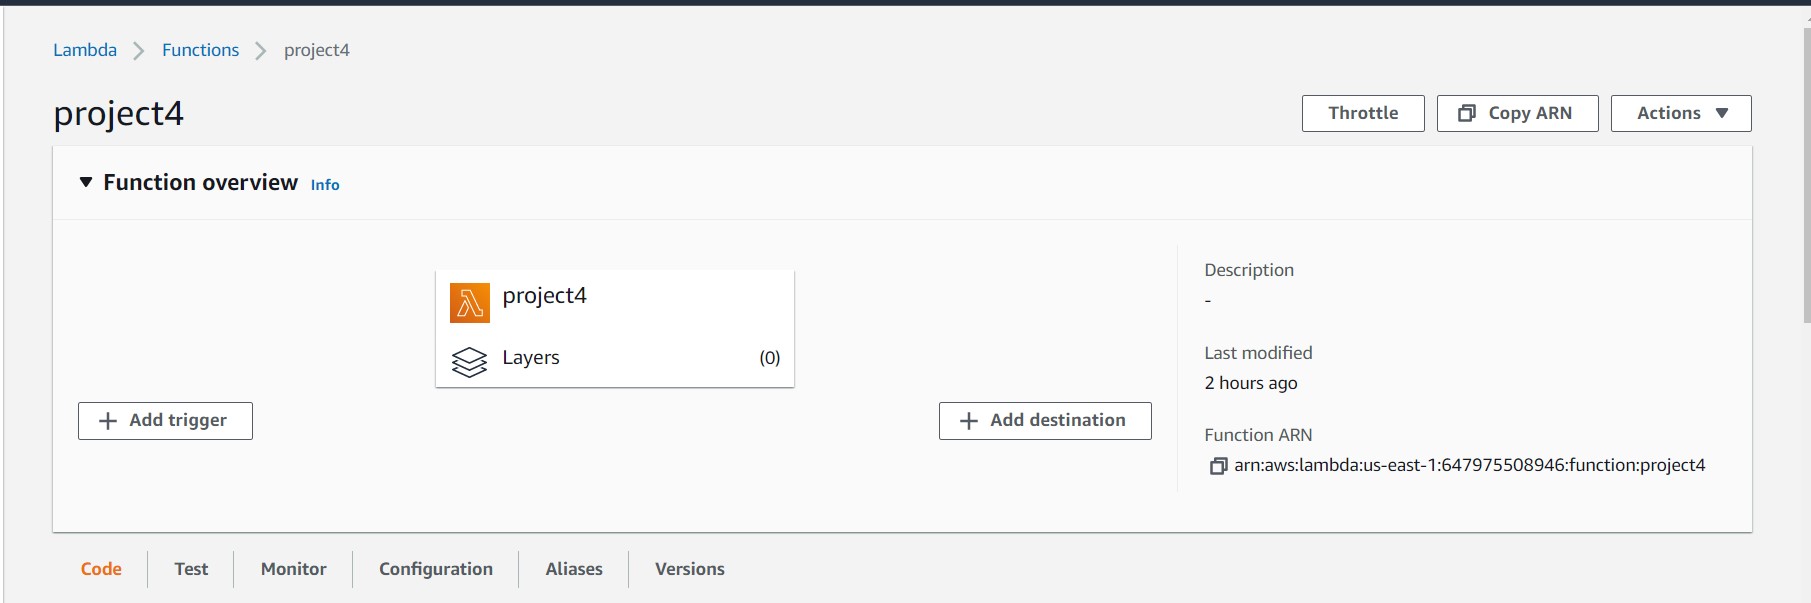 Lambda Functions project4
project4
Throttle Copy ARN Actions
Function overview Info
project4
Layers (0)
Add trigger
Add destination
Description
-
Last modified
2 hours ago
Function ARN
arn:aws:lambda:us-east-1:647975508946:function:project4
Code Test Monitor Configuration Aliases Versions